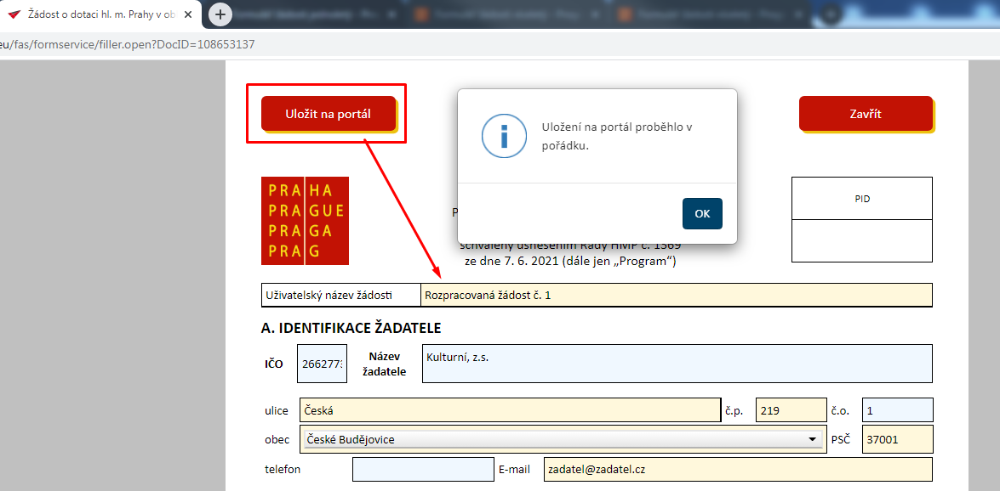 Žádost o dotaci hl. m. Prahy v ob
eu/fas/formservice/filler.open?DocID=108653137
Uložit na portál
Zavřít
Uložení na portál proběhlo v
pořádku.
OK
PRAHA
PRAGUE
PRAGA
PRAG
PID
P
schválený usnesením Rady HMP č. 1569
ze dne 7. 6. 2021 (dále jen „Program“)
Uživatelský název žádosti Rozpracovaná žádost č. 1
A. IDENTIFIKACE ŽADATELE
IČO 2662773 Název žadatele Kulturní, z.s.
ulice Česká č.p. 219 č.o. 1
obec České Budějovice PSČ 37001
telefon E-mail zadatel@zadatel.cz